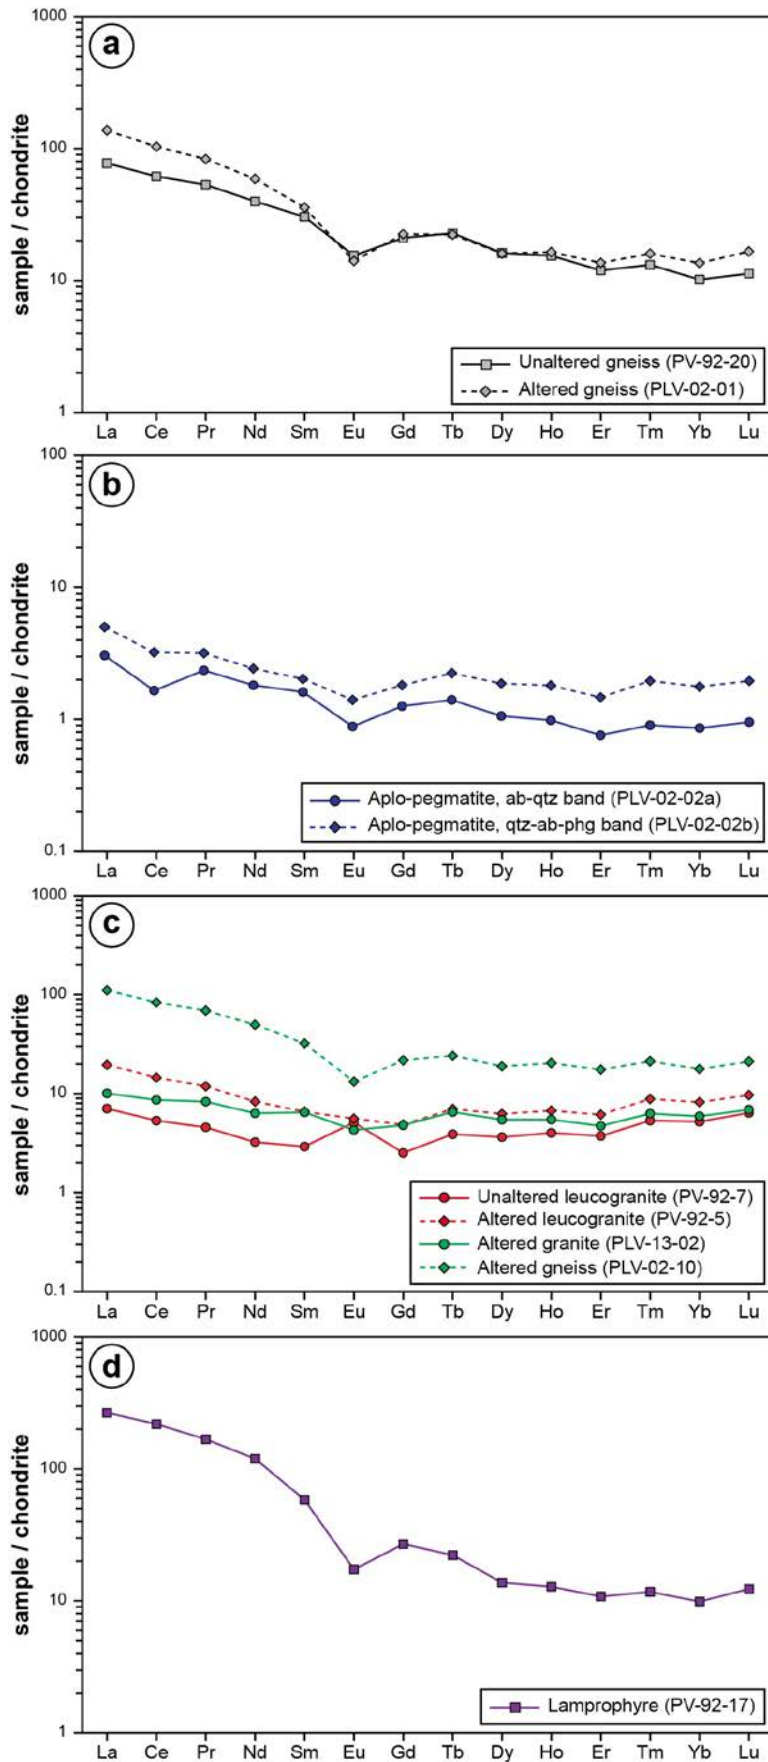 a
1000
100
10
1
sample / chondrite
Unaltered gneiss (PV-92-20)
Altered gneiss (PLV-02-01)
La Ce Pr Nd Sm Eu Gd Tb Dy Ho Er Tm Yb Lu
b
100
10
1
0.1
sample / chondrite
Aplo-pegmatite, ab-qtz band (PLV-02-02a)
Aplo-pegmatite, qtz-ab-phg band (PLV-02-02b)
La Ce Pr Nd Sm Eu Gd Tb Dy Ho Er Tm Yb Lu
c
1000
100
10
1
0.1
sample / chondrite
Unaltered leucogranite (PV-92-7)
Altered leucogranite (PV-92-5)
Altered granite (PLV-13-02)
Altered gneiss (PLV-02-10)
La Ce Pr Nd Sm Eu Gd Tb Dy Ho Er Tm Yb Lu
d
1000
100
10
1
sample / chondrite
Lamprophyre (PV-92-17)
La Ce Pr Nd Sm Eu Gd Tb Dy Ho Er Tm Yb Lu